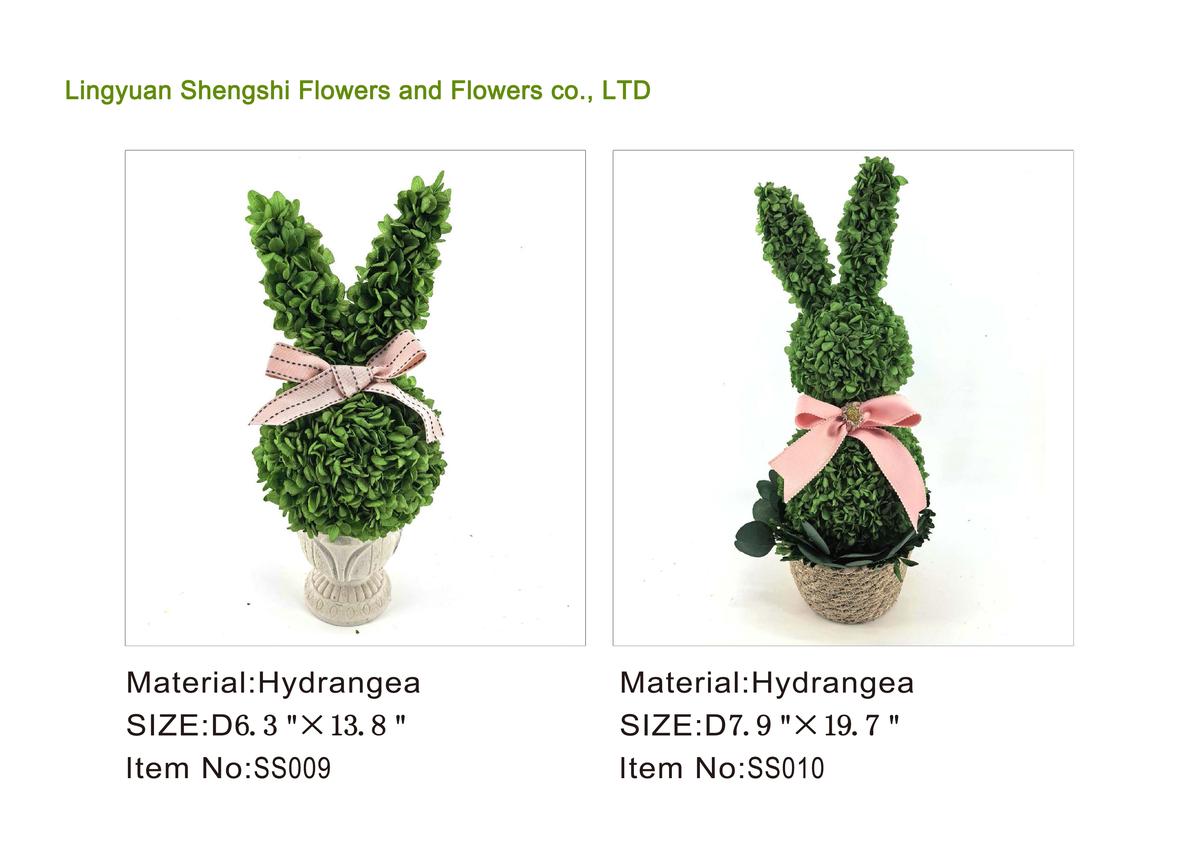 Lingyuan Shengshi Flowers and Flowers co., LTD
Material:Hydrangea
SIZE:D6.3"×13.8"
Item No:SS009
Material:Hydrangea
SIZE:D7.9"×19.7"
Item No:SS010